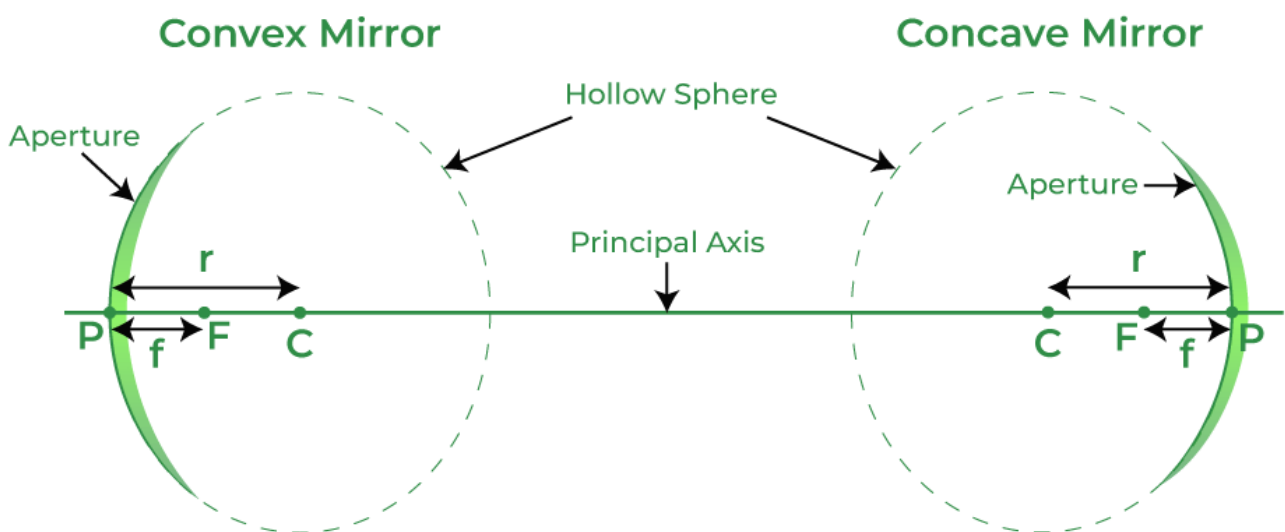 Convex Mirror
Concave Mirror
Hollow Sphere
Aperture
Aperture
Principal Axis
r
r
P
f
F
C
C
F
f
P